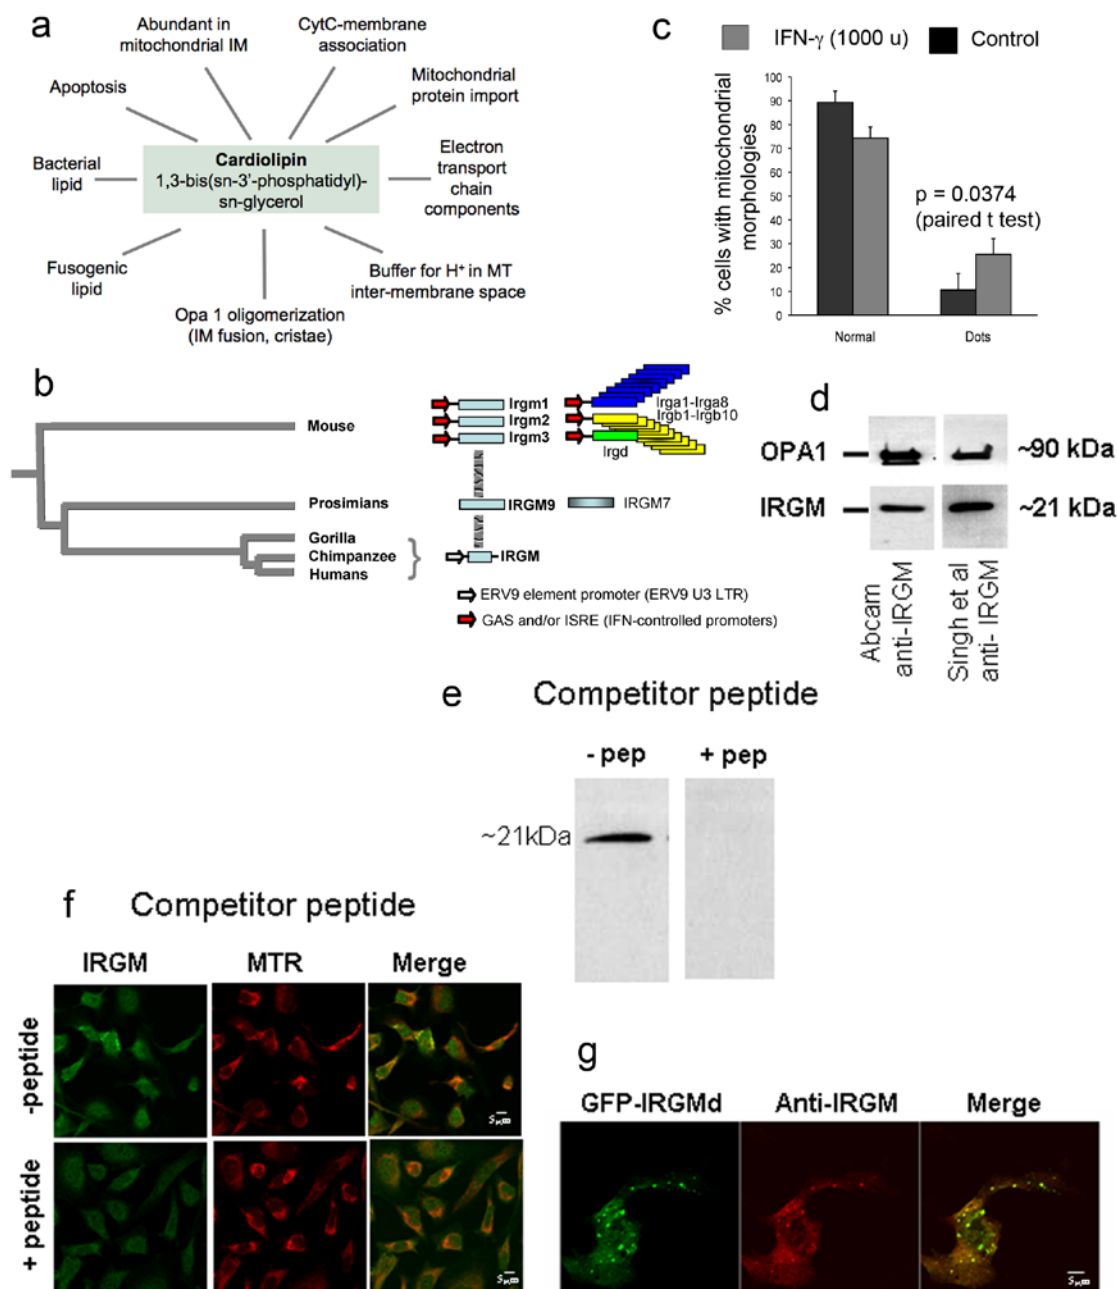 a
Abundant in
mitochondrial IM
CytC-membrane
association
Apoptosis
Mitochondrial
protein import
Bacterial
lipid
Cardiolipin
1,3-bis(sn-3'-phosphatidyl)-
sn-glycerol
Electron
transport
chain
components
Fusogenic
lipid
Opa 1 oligomerization
(IM fusion, cristae)
Buffer for H⁺ in MT
inter-membrane space
c
IFN-γ (1000 u)
Control
% cells with mitochondrial
morphologies
100
90
80
70
60
50
40
30
20
10
0
p = 0.0374
(paired t test)
Normal
Dots
b
Mouse
Prosimians
Gorilla
Chimpanzee
Humans
Irgm1
Irgm2
Irgm3
Irga1-Irga8
Irgb1-Irgb10
Irgd
IRGM9
IRGM7
IRGM
ERV9 element promoter (ERV9 U3 LTR)
GAS and/or ISRE (IFN-controlled promoters)
d
OPA1
~90 kDa
IRGM
~21 kDa
Abcam
anti-IRGM
Singh et al
anti- IRGM
e
Competitor peptide
- pep
+ pep
~21kDa
f
Competitor peptide
IRGM
MTR
Merge
-peptide
5 µm
+ peptide
5 µm
g
GFP-IRGMd
Anti-IRGM
Merge
5 µm